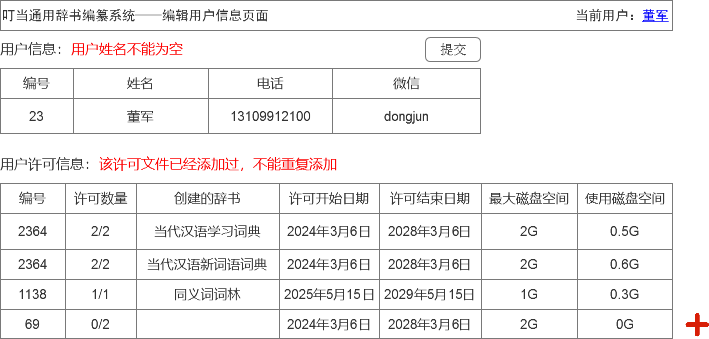 叮当通用辞书编纂系统——编辑用户信息页面 当前用户：董军
用户信息：用户姓名不能为空 提交
编号 姓名 电话 微信
23 董军 13109912100 dongjun
用户许可信息：该许可文件已经添加过，不能重复添加
编号 许可数量 创建的辞书 许可开始日期 许可结束日期 最大磁盘空间 使用磁盘空间
2364 2/2 当代汉语学习词典 2024年3月6日 2028年3月6日 2G 0.5G
2364 2/2 当代汉语新词语词典 2024年3月6日 2028年3月6日 2G 0.6G
1138 1/1 同义词词林 2025年5月15日 2029年5月15日 1G 0.3G
69 0/2 2024年3月6日 2028年3月6日 2G 0G